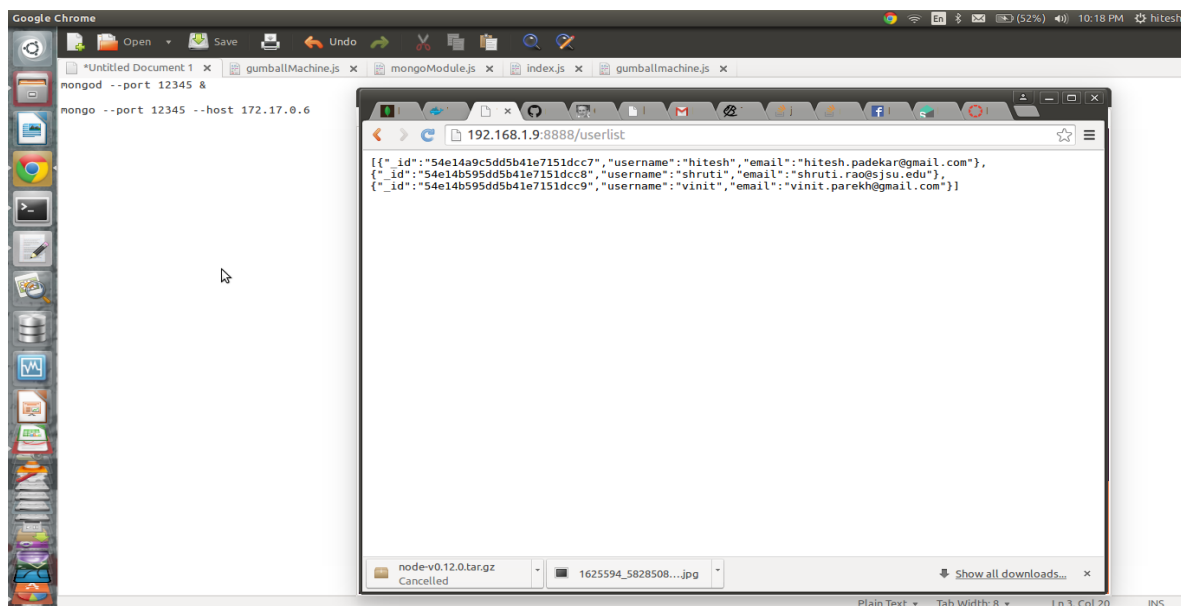 Google Chrome
En (52%) 10:18 PM hitesh
Open Save Undo
*Untitled Document 1 x gumballMachine.js x mongoModule.js x index.js x gumballmachine.js x
mongod --port 12345 &
mongo --port 12345 --host 172.17.0.6
192.168.1.9:8888/userlist
[{"_id":"54e14a9c5dd5b41e7151dcc7","username":"hitesh","email":"hitesh.padekar@gmail.com"},
{"_id":"54e14b595dd5b41e7151dcc8","username":"shruti","email":"shruti.rao@sjsu.edu"},
{"_id":"54e14b595dd5b41e7151dcc9","username":"vinit","email":"vinit.parekh@gmail.com"}]
node-v0.12.0.tar.gz
Cancelled
1625594_5828508....jpg
Show all downloads...
Plain Text Tab Width: 8 Ln 3, Col 20 INS